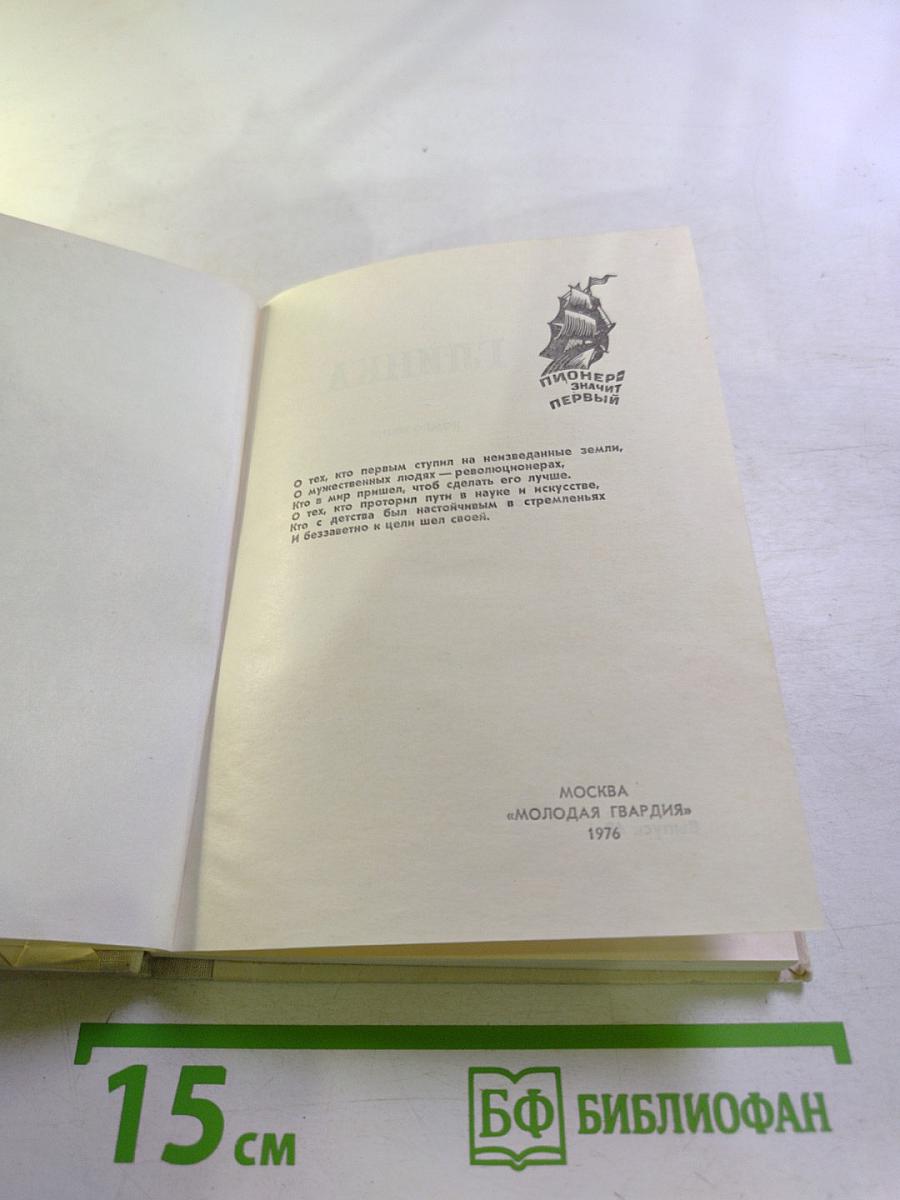 ПИОНЕР
ЗНАЧИТ
ПЕРВЫЙ
О тех, кто первым ступил на неизведанные земли,
О мужественных людях — революционерах,
Кто в мир пришел, чтоб сделать его лучше.
О тех, кто проторил пути в науке и искусстве,
Кто с детства был настойчивым в стремленьях
И беззаветно к цели шел своей.
МОСКВА
«МОЛОДАЯ ГВАРДИЯ»
1976
15 см
БФ БИБЛИОФАН